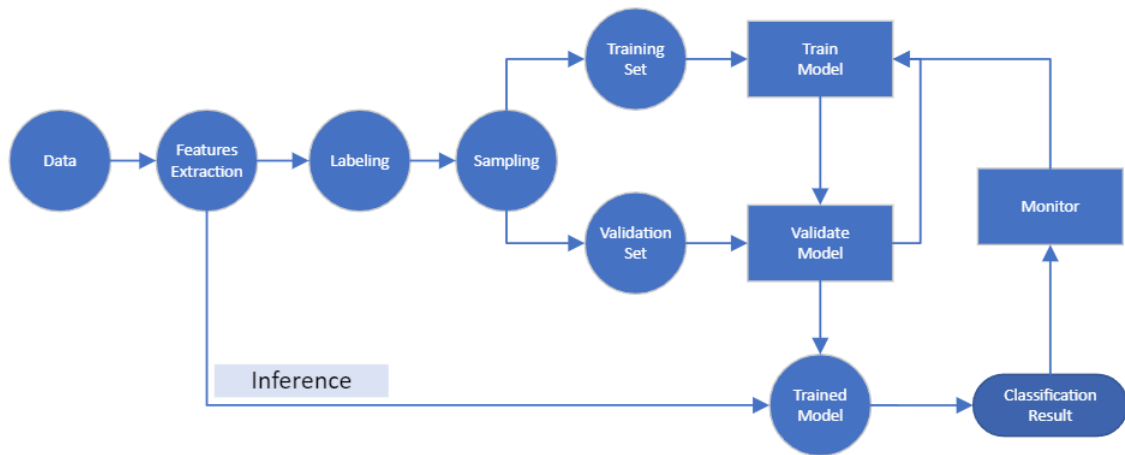 Data
Features
Extraction
Labeling
Sampling
Training
Set
Train
Model
Validation
Set
Validate
Model
Monitor
Inference
Trained
Model
Classification
Result